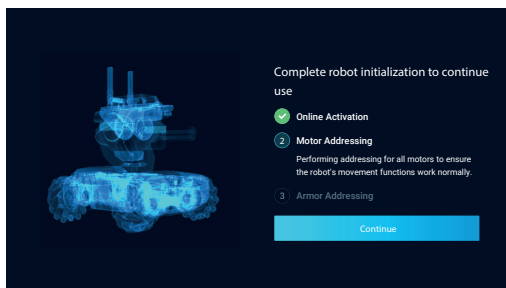 Complete robot initialization to continue
use
Online Activation
2 Motor Addressing
Performing addressing for all motors to ensure
the robot's movement functions work normally.
3 Armor Addressing
Continue